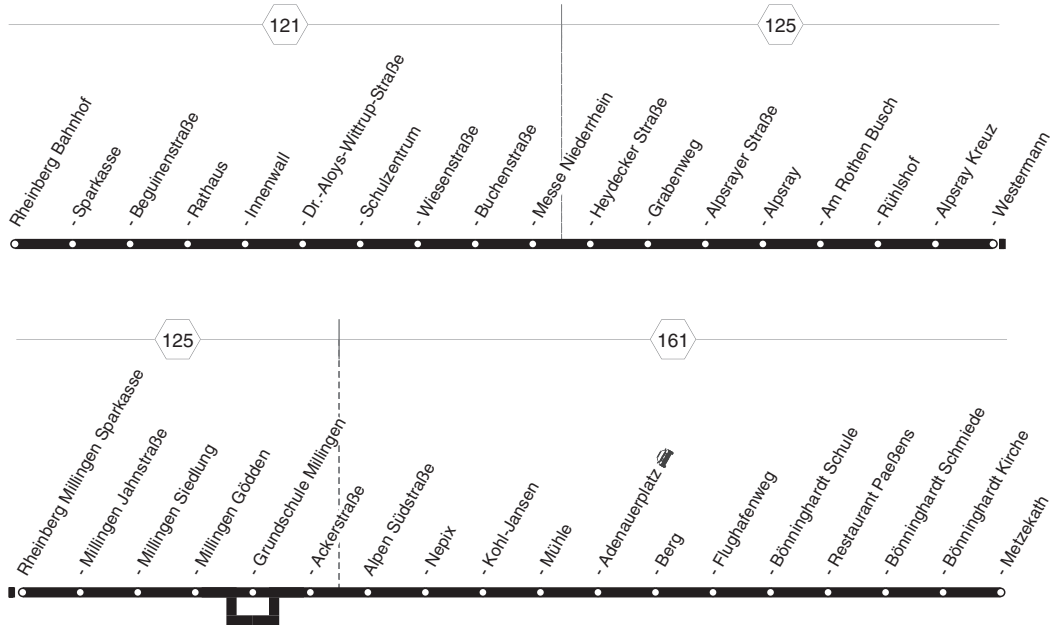 121
125
Rheinberg Bahnhof
- Sparkasse
- Beguinenstraße
- Rathaus
- Innenwall
- Dr.-Aloys-Wittrup-Straße
- Schulzentrum
- Wiesenstraße
- Buchenstraße
- Messe Niederrhein
- Heydecker Straße
- Grabenweg
- Alpsrayer Straße
- Alpsray
- Am Rothen Busch
- Rühlshof
- Alpsray Kreuz
- Westermann
125
161
Rheinberg Millingen Sparkasse
- Millingen Jahnstraße
- Millingen Siedlung
- Millingen Gödden
- Grundschule Millingen
- Ackerstraße
Alpen Südstraße
- Nepix
- Kohl-Jansen
- Mühle
- Adenauerplatz
- Berg
- Flughafenweg
- Bönninghardt Schule
- Restaurant Paeßens
- Bönninghardt Schmiede
- Bönninghardt Kirche
- Metzekath